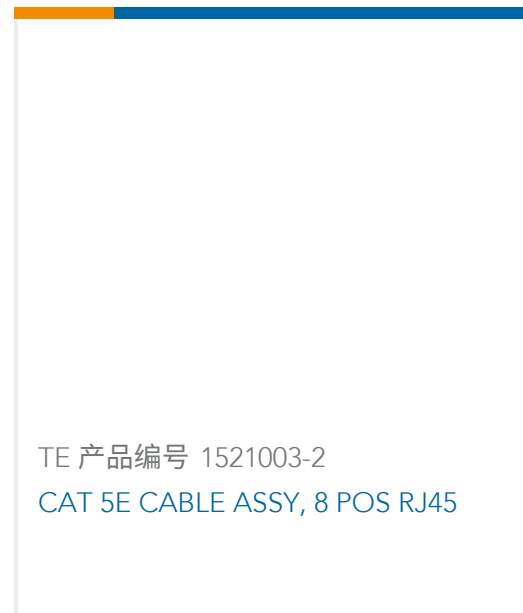 TE 产品编号 1521003-2
CAT 5E CABLE ASSY, 8 POS RJ45